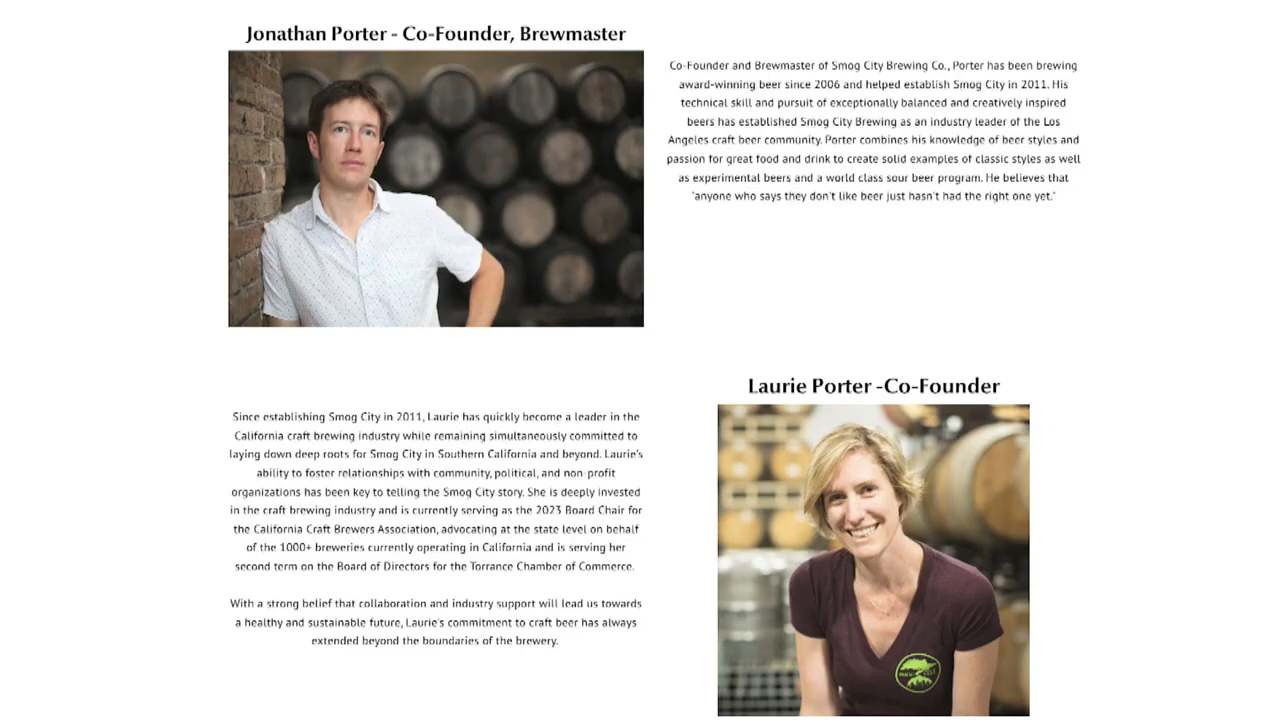 Jonathan Porter - Co-Founder, Brewmaster
Co-Founder and Brewmaster of Smog City Brewing Co., Porter has been brewing
award-winning beer since 2006 and helped establish Smog City in 2011. His
technical skill and pursuit of exceptionally balanced and creatively inspired
beers has established Smog City Brewing as an industry leader of the Los
Angeles craft beer community. Porter combines his knowledge of beer styles and
passion for great food and drink to create solid examples of classic styles as well
as experimental beers and a world class sour beer program. He believes that
"anyone who says they don't like beer just hasn't had the right one yet."
Laurie Porter -Co-Founder
Since establishing Smog City in 2011, Laurie has quickly become a leader in the
California craft brewing industry while remaining simultaneously committed to
laying down deep roots for Smog City in Southern California and beyond. Laurie's
ability to foster relationships with community, political, and non-profit
organizations has been key to telling the Smog City story. She is deeply invested
in the craft brewing industry and is currently serving as the 2023 Board Chair for
the California Craft Brewers Association, advocating at the state level on behalf
of the 1000+ breweries currently operating in California and is serving her
second term on the Board of Directors for the Torrance Chamber of Commerce.
With a strong belief that collaboration and industry support will lead us towards
a healthy and sustainable future, Laurie's commitment to craft beer has always
extended beyond the boundaries of the brewery.